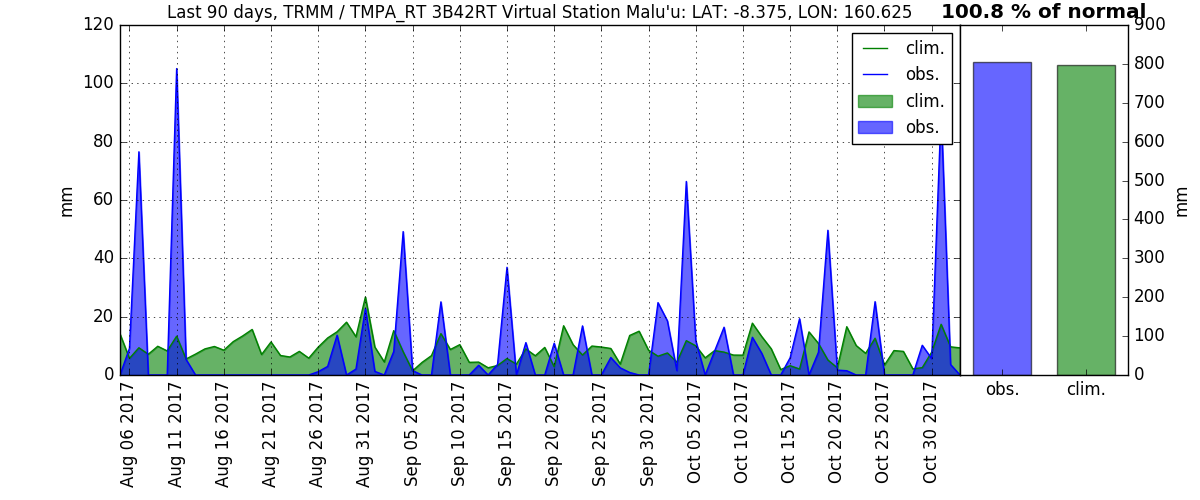 Last 90 days, TRMM / TMPA_RT 3B42RT Virtual Station Malu'u: LAT: -8.375, LON: 160.625
100.8 % of normal
120
100
80
60
40
20
0
mm
clim.
obs.
clim.
obs.
900
800
700
600
500
400
300
200
100
0
mm
obs.
clim.
Aug 06 2017
Aug 11 2017
Aug 16 2017
Aug 21 2017
Aug 26 2017
Aug 31 2017
Sep 05 2017
Sep 10 2017
Sep 15 2017
Sep 20 2017
Sep 25 2017
Sep 30 2017
Oct 05 2017
Oct 10 2017
Oct 15 2017
Oct 20 2017
Oct 25 2017
Oct 30 2017